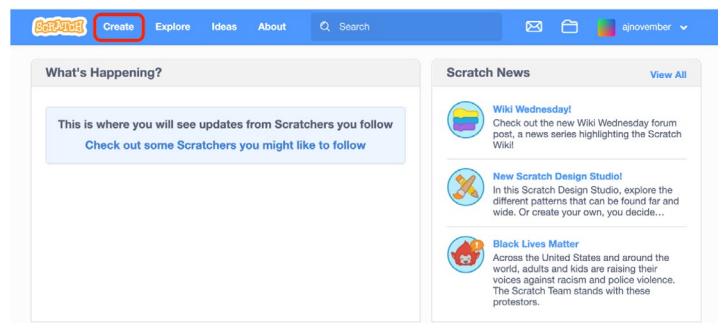 SCRATCH Create Explore Ideas About Search ajnovember
What's Happening?
This is where you will see updates from Scratchers you follow
Check out some Scratchers you might like to follow
Scratch News View All
Wiki Wednesday!
Check out the new Wiki Wednesday forum
post, a news series highlighting the Scratch
Wiki!
New Scratch Design Studio!
In this Scratch Design Studio, explore the
different patterns that can be found far and
wide. Or create your own, you decide…
Black Lives Matter
Across the United States and around the
world, adults and kids are raising their
voices against racism and police violence.
The Scratch Team stands with these
protestors.